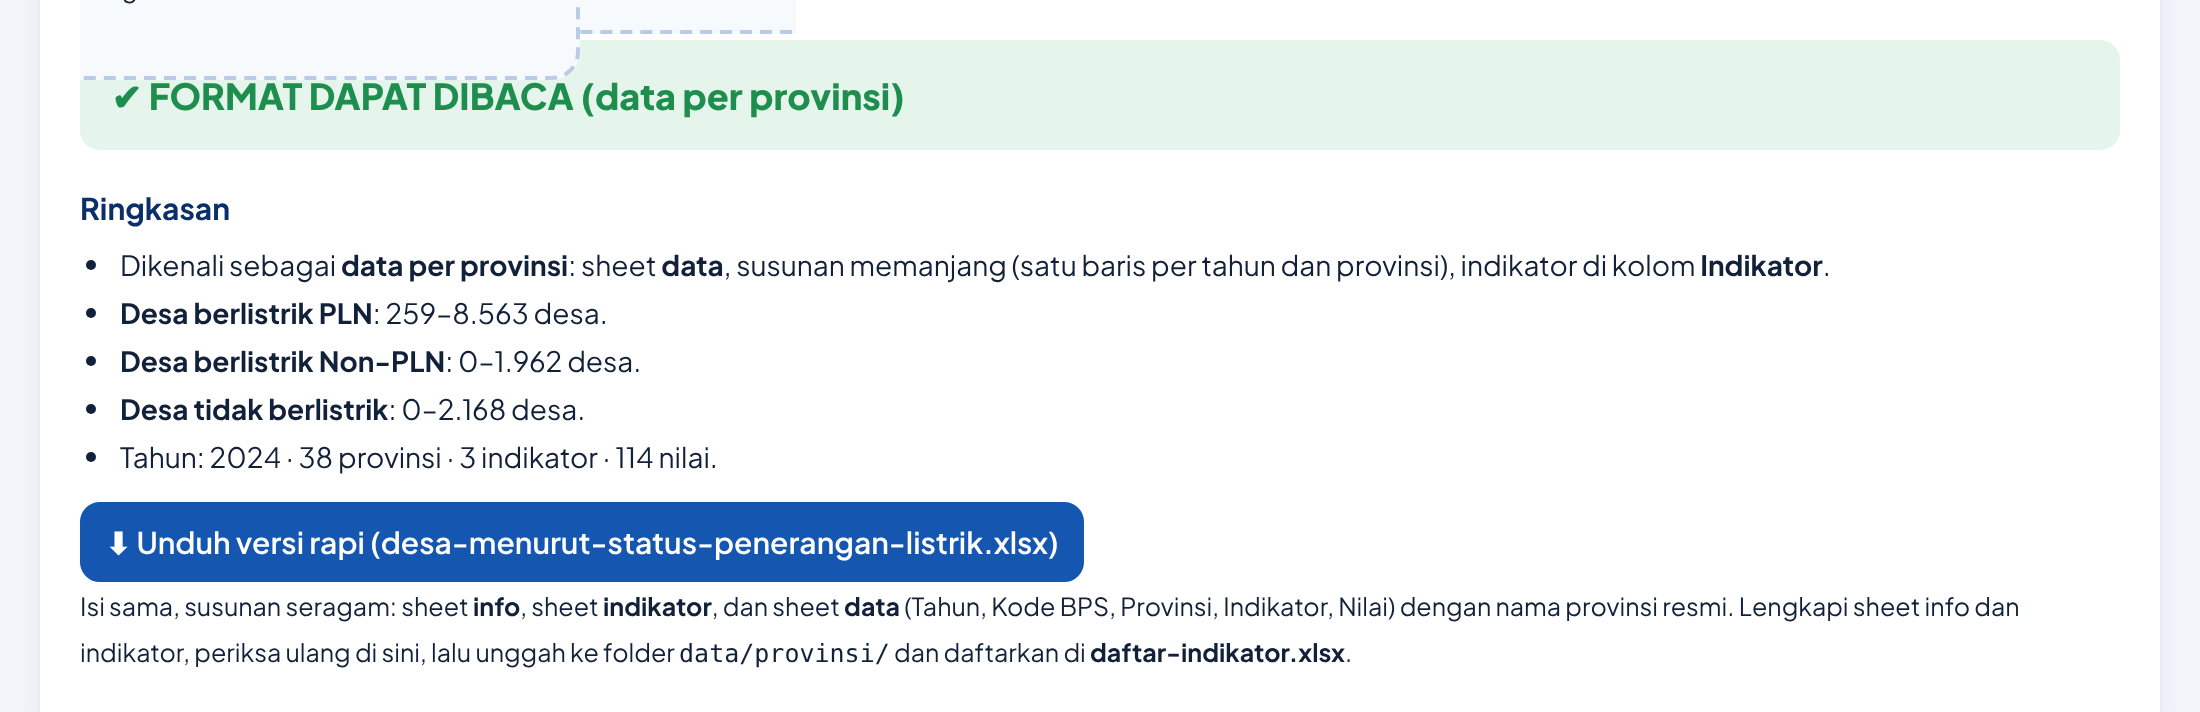 ✔ FORMAT DAPAT DIBACA (data per provinsi)
Ringkasan
• Dikenali sebagai data per provinsi: sheet data, susunan memanjang (satu baris per tahun dan provinsi), indikator di kolom Indikator.
• Desa berlistrik PLN: 259–8.563 desa.
• Desa berlistrik Non-PLN: 0–1.962 desa.
• Desa tidak berlistrik: 0–2.168 desa.
• Tahun: 2024 · 38 provinsi · 3 indikator · 114 nilai.
⬇ Unduh versi rapi (desa-menurut-status-penerangan-listrik.xlsx)
Isi sama, susunan seragam: sheet info, sheet indikator, dan sheet data (Tahun, Kode BPS, Provinsi, Indikator, Nilai) dengan nama provinsi resmi. Lengkapi sheet info dan
indikator, periksa ulang di sini, lalu unggah ke folder data/provinsi/ dan daftarkan di daftar-indikator.xlsx.